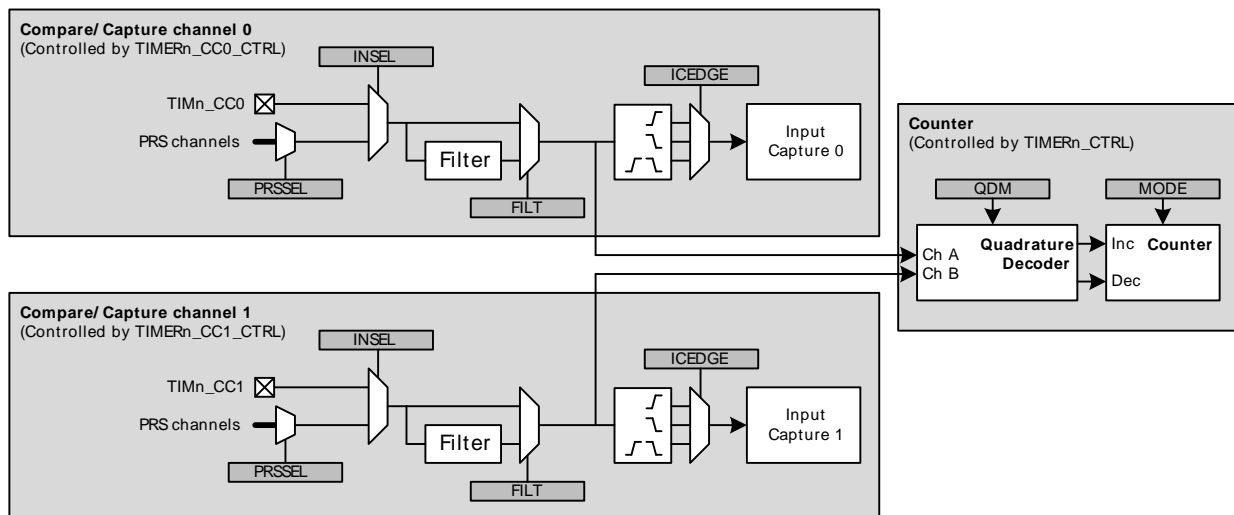 Compare/ Capture channel 0
(Controlled by TIMERn_CC0_CTRL)
INSEL
ICEDGE
TIMn_CC0
PRS channels
Filter
Input
Capture 0
PRSSEL
FILT
Counter
(Controlled by TIMERn_CTRL)
QDM
MODE
Ch A
Ch B
Quadrature
Decoder
Inc
Counter
Dec
Compare/ Capture channel 1
(Controlled by TIMERn_CC1_CTRL)
INSEL
ICEDGE
TIMn_CC1
PRS channels
Filter
Input
Capture 1
PRSSEL
FILT